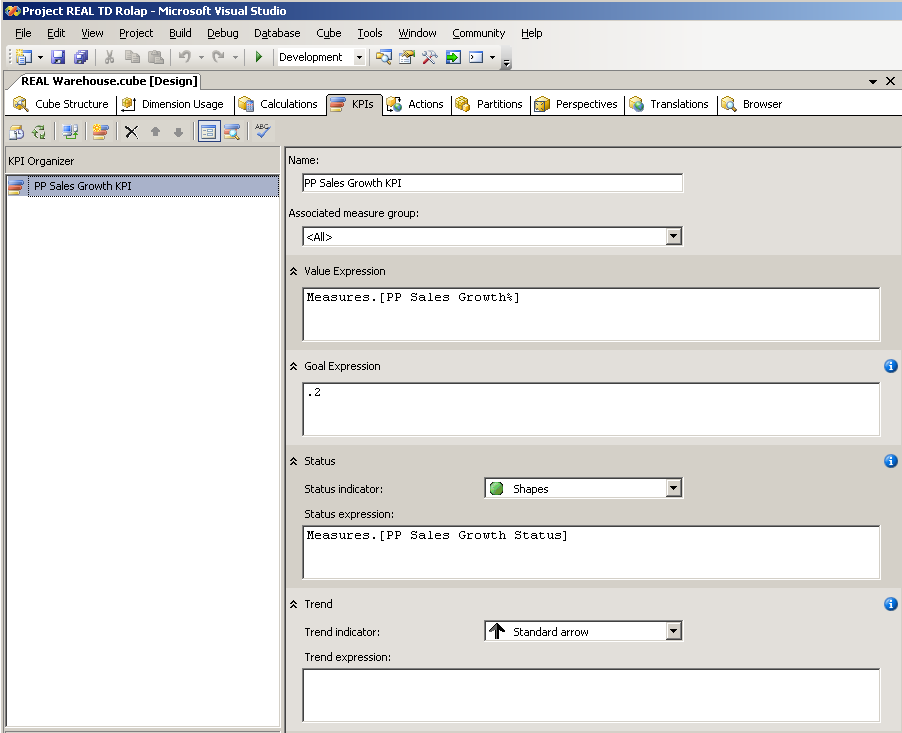 Project REAL TD Rolap - Microsoft Visual Studio
File Edit View Project Build Debug Database Cube Tools Window Community Help
Development
REAL Warehouse.cube [Design]
Cube Structure Dimension Usage Calculations KPIs Actions Partitions Perspectives Translations Browser
ABC
KPI Organizer
PP Sales Growth KPI
Name:
PP Sales Growth KPI
Associated measure group:
<All>
Value Expression
Measures.[PP Sales Growth%]
Goal Expression
.2
Status
Status indicator: Shapes
Status expression:
Measures.[PP Sales Growth Status]
Trend
Trend indicator: Standard arrow
Trend expression: